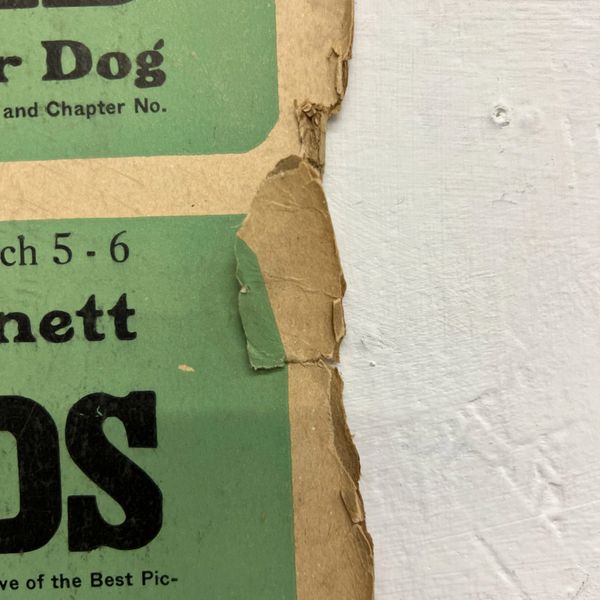 r Dog
and Chapter No.
ch 5 - 6
nett
DS
ve of the Best Pic-